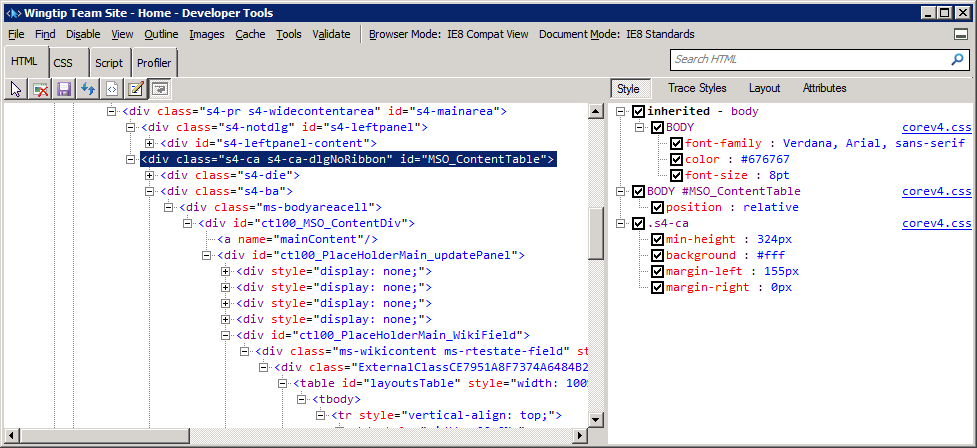 Wingtip Team Site - Home - Developer Tools
File Find Disable View Outline Images Cache Tools Validate Browser Mode: IE8 Compat View Document Mode: IE8 Standards
HTML CSS Script Profiler Search HTML
Style Trace Styles Layout Attributes
<div class="s4-pr s4-widecontentarea" id="s4-mainarea">
<div class="s4-notdlg" id="s4-leftpanel">
<div id="s4-leftpanel-content">
<div class="s4-ca s4-ca-dlgNoRibbon" id="MSO_ContentTable">
<div class="s4-die">
<div class="s4-ba">
<div class="ms-bodyareacell">
<div id="ctl00_MSO_ContentDiv">
<a name="mainContent"/>
<div id="ctl00_PlaceHolderMain_updatePanel">
<div style="display: none;">
<div style="display: none;">
<div style="display: none;">
<div style="display: none;">
<div id="ctl00_PlaceHolderMain_WikiField">
<div class="ms-wikicontent ms-rtestate-field" st
<div class="ExternalClassCE7951A8F7374A6484B2
<table id="layoutsTable" style="width: 100%
<tbody>
<tr style="vertical-align: top;">
inherited - body
BODY corev4.css
font-family : Verdana, Arial, sans-serif
color : #676767
font-size : 8pt
BODY #MSO_ContentTable corev4.css
position : relative
.s4-ca corev4.css
min-height : 324px
background : #fff
margin-left : 155px
margin-right : 0px